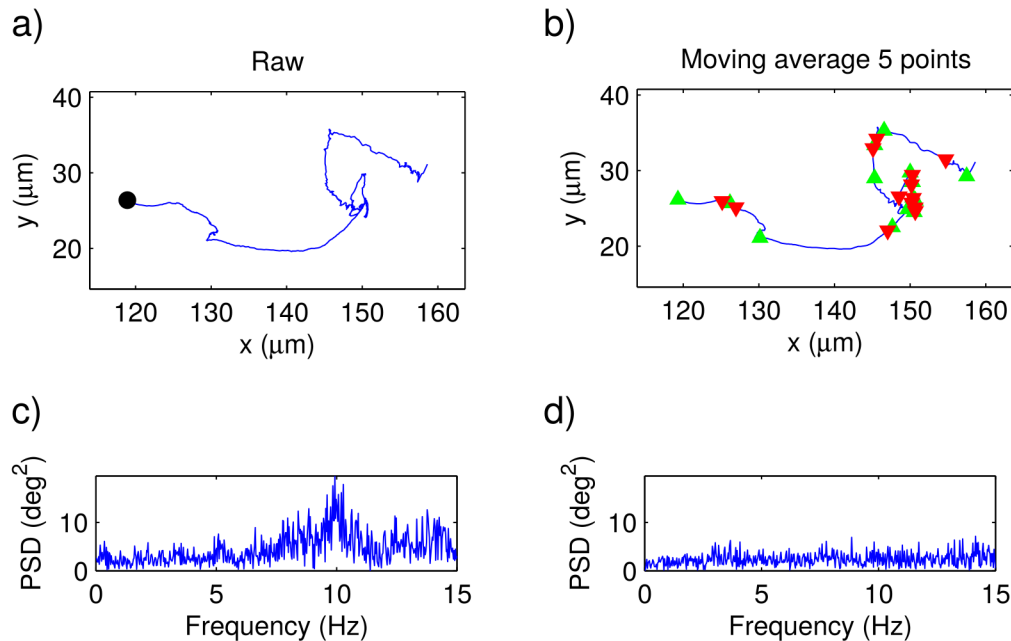 a)
Raw
40
30
20
y (μm)
120 130 140 150 160
x (μm)
b)
Moving average 5 points
40
30
20
y (μm)
120 130 140 150 160
x (μm)
c)
PSD (deg²)
10
0
0 5 10 15
Frequency (Hz)
d)
PSD (deg²)
10
0
0 5 10 15
Frequency (Hz)